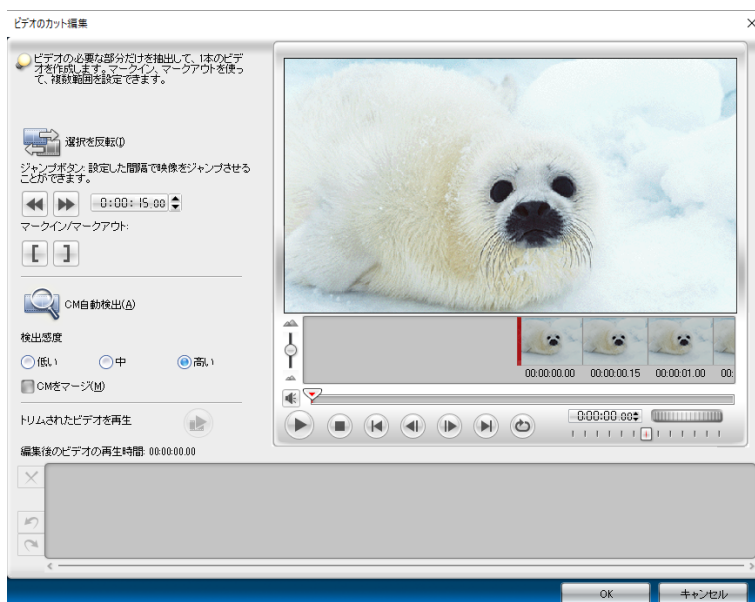 ビデオのカット編集
ビデオの必要な部分だけを抽出して、1本のビデ
オを作成します。マークイン、マークアウトを使っ
て、複数範囲を設定できます。
選択を反転(I)
ジャンプボタン: 設定した間隔で映像をジャンプさせる
ことができます。
0:00:15.00
マークイン/マークアウト:
[ ]
CM自動検出(A)
検出感度
低い 中 高い
CMをマージ(M)
トリムされたビデオを再生
編集後のビデオの再生時間: 00:00:00.00
00:00:00.00 00:00:00.15 00:00:01.00 00:
0:00:00.00
OK キャンセル